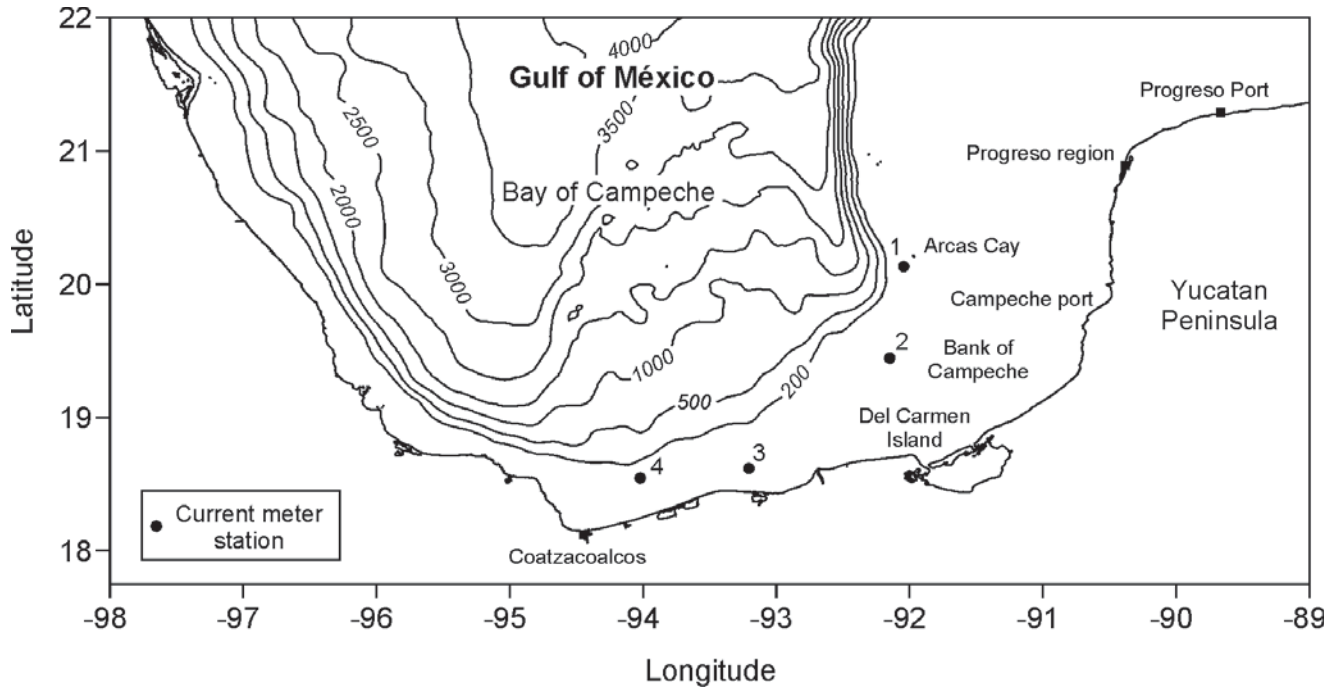 22
21
20
19
18
Latitude
4000
Gulf of México
2500
3500
Progreso Port
Progreso region
Bay of Campeche
2000
1
Arcas Cay
3000
Campeche port
Yucatan
Peninsula
2
Bank of
Campeche
1000
200
500
Del Carmen
Island
3
4
Current meter
station
Coatzacoalcos
-98
-97
-96
-95
-94
-93
-92
-91
-90
-89
Longitude